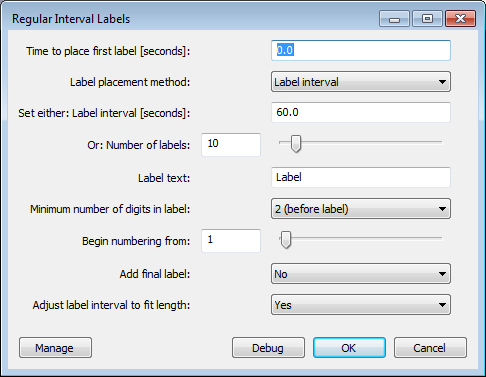 Regular Interval Labels
Time to place first label [seconds]: 0.0
Label placement method: Label interval
Set either: Label interval [seconds]: 60.0
Or: Number of labels: 10
Label text: Label
Minimum number of digits in label: 2 (before label)
Begin numbering from: 1
Add final label: No
Adjust label interval to fit length: Yes
Manage Debug OK Cancel